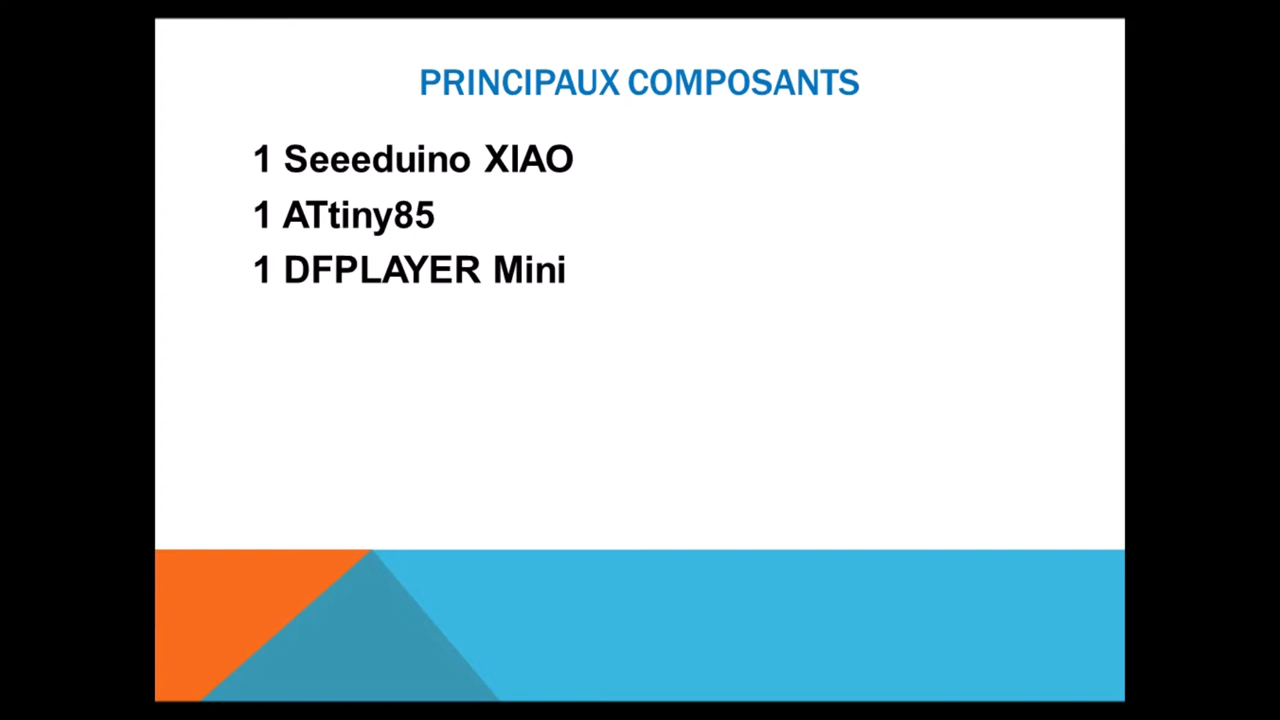 PRINCIPAUX COMPOSANTS
1 Seeeduino XIAO
1 ATtiny85
1 DFPLAYER Mini